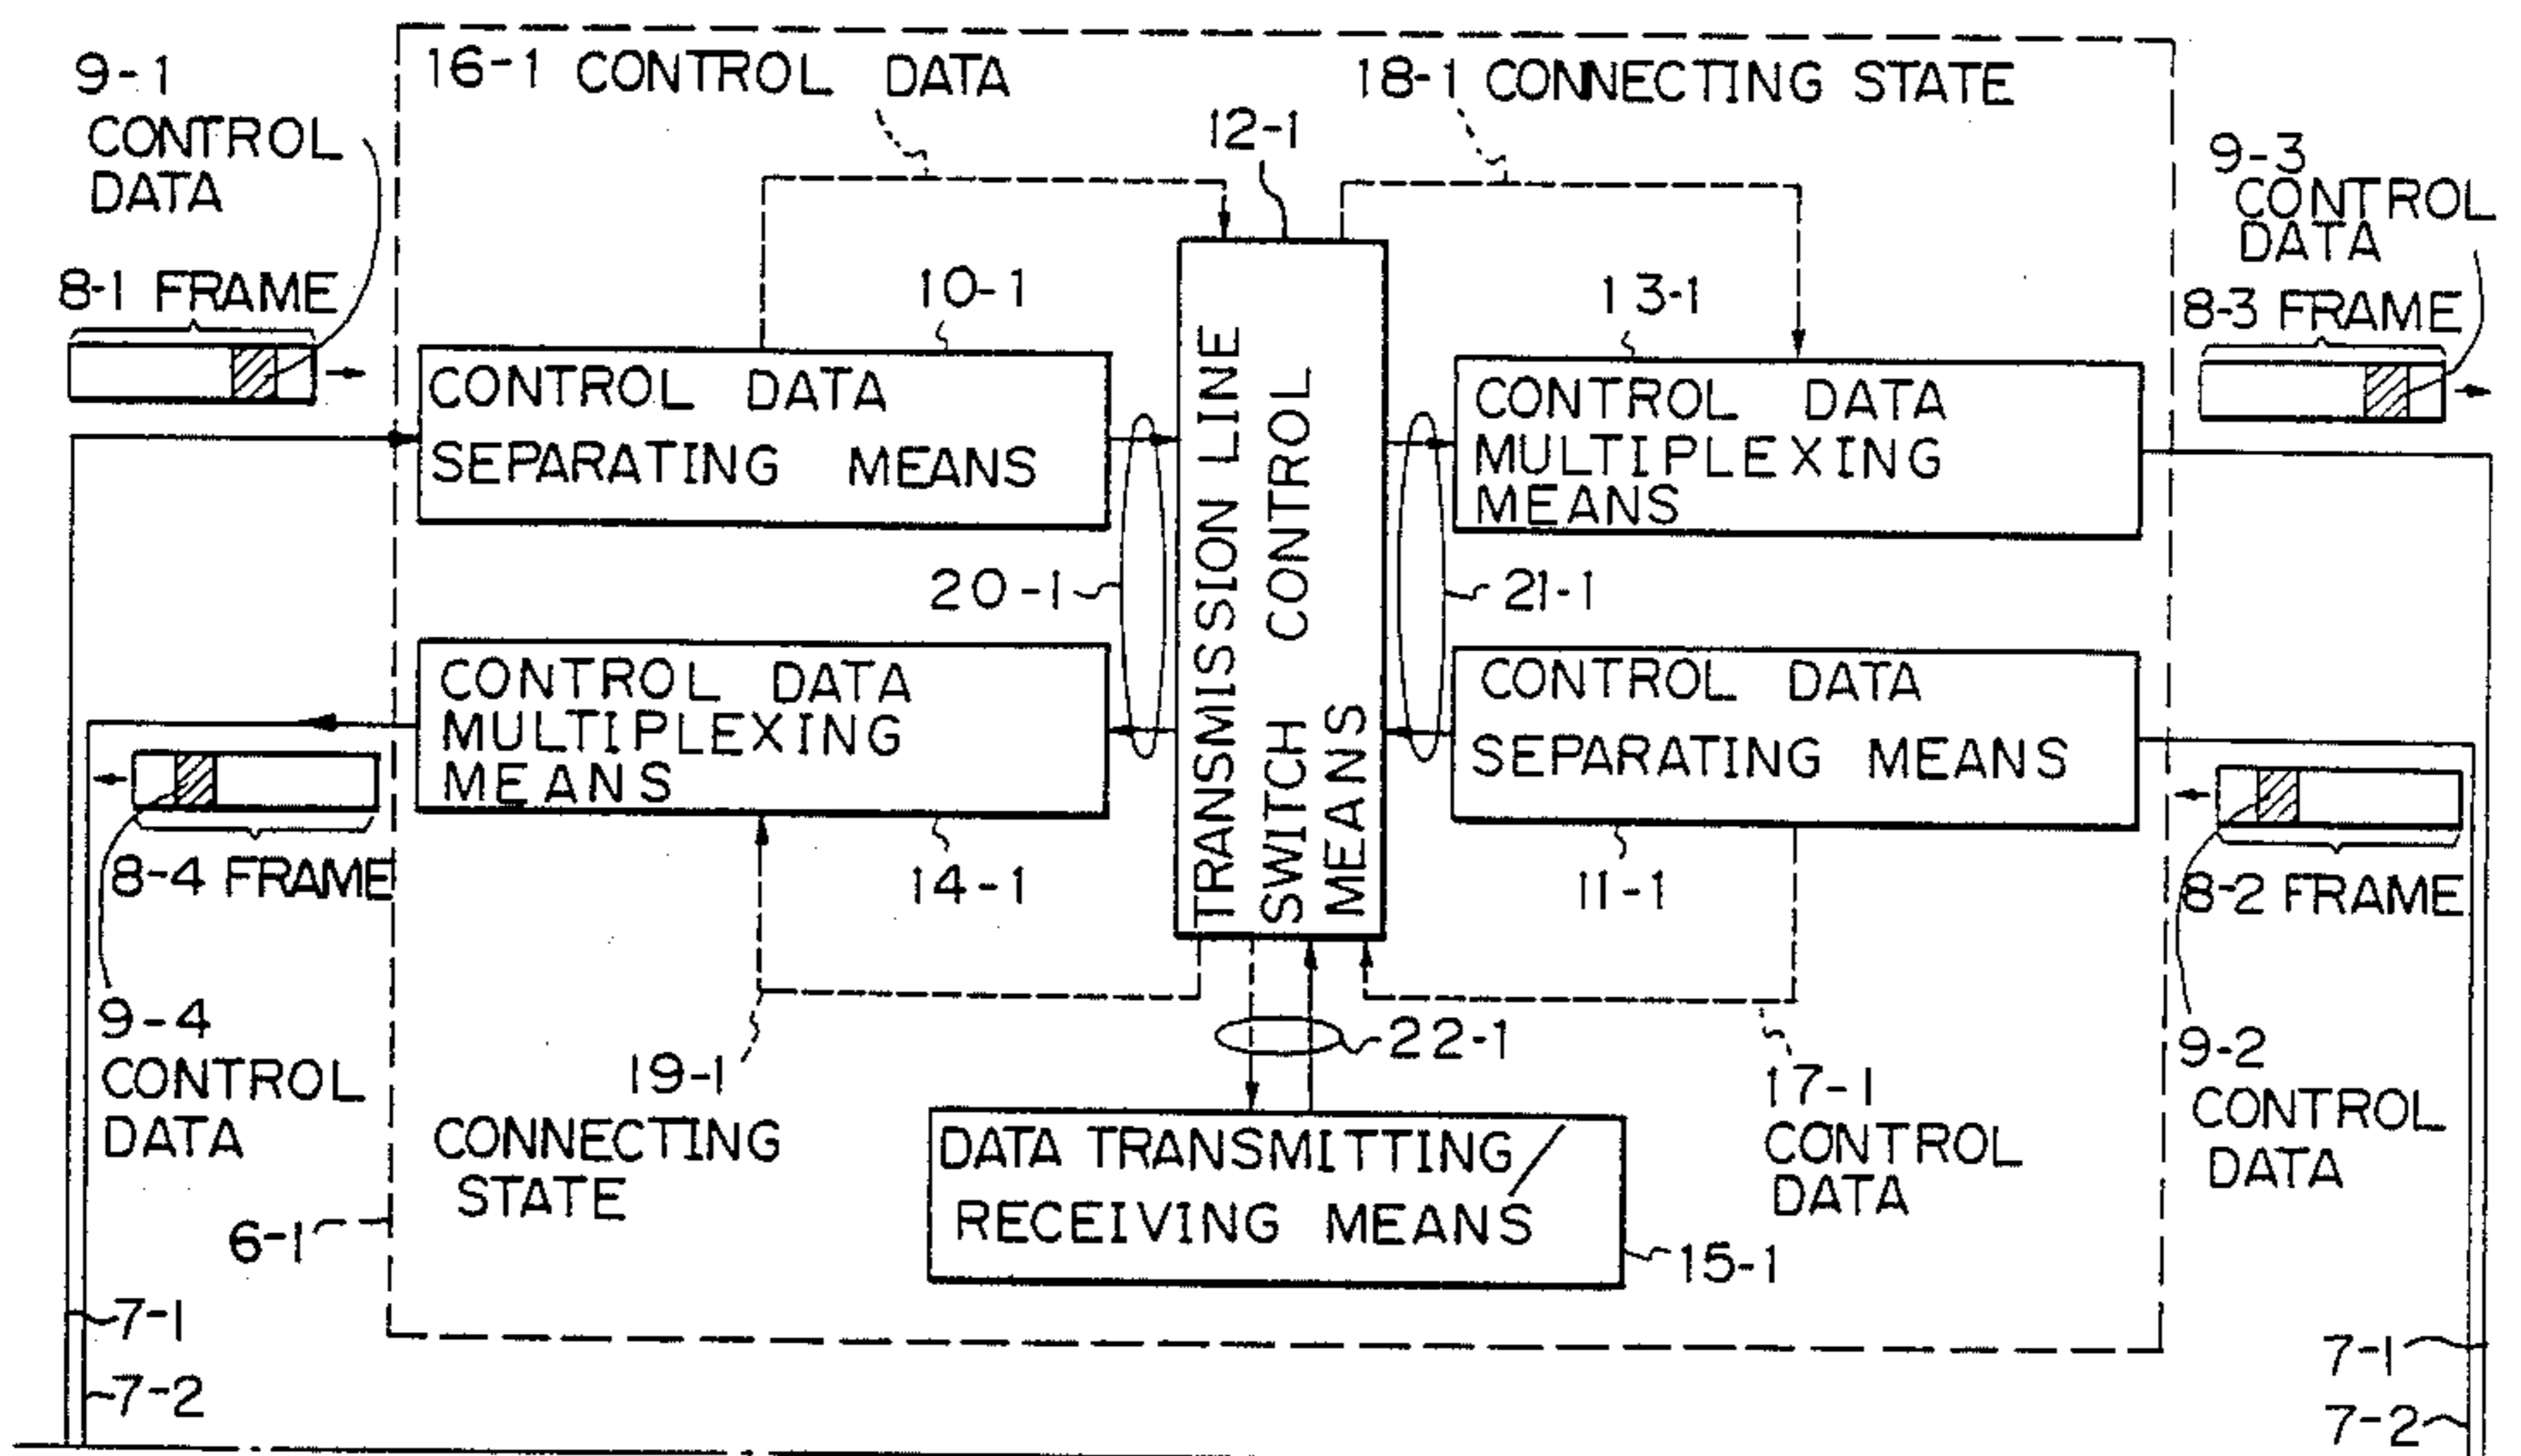 9-1
CONTROL
DATA
8-1 FRAME
16-1 CONTROL DATA
18-1 CONNECTING STATE
12-1
9-3
CONTROL
DATA
8-3 FRAME
10-1
CONTROL DATA
SEPARATING MEANS
13-1
CONTROL DATA
MULTIPLEXING
MEANS
20-1
TRANSMISSION LINE
SWITCH CONTROL
MEANS
21-1
CONTROL DATA
MULTIPLEXING
MEANS
14-1
CONTROL DATA
SEPARATING MEANS
11-1
8-4 FRAME
9-4
CONTROL
DATA
8-2 FRAME
9-2
CONTROL
DATA
19-1
CONNECTING
STATE
22-1
17-1
CONTROL
DATA
DATA TRANSMITTING/
RECEIVING MEANS
15-1
6-1
7-1
7-2
7-1
7-2